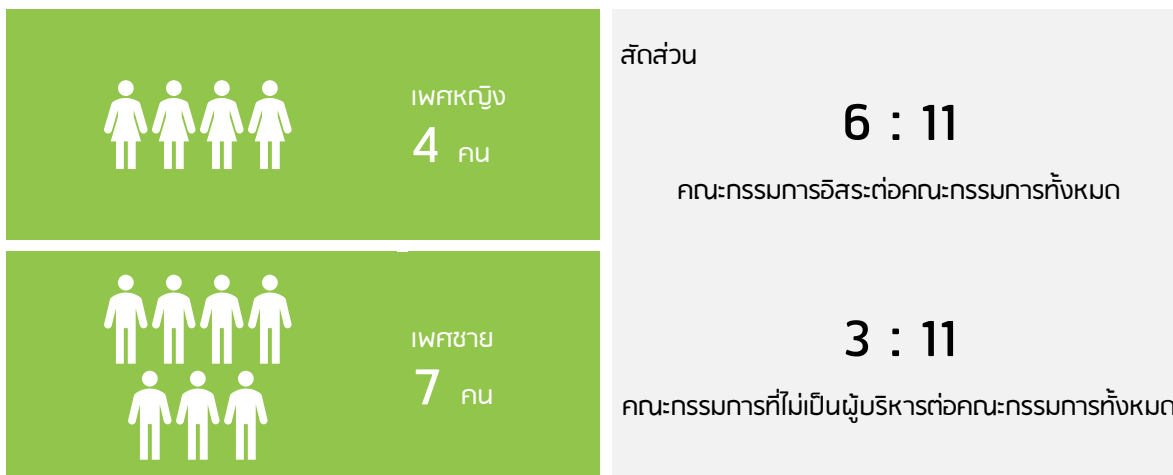 เพศหญิง
4 คน
เพศชาย
7 คน
สัดส่วน
6 : 11
คณะกรรมการอิสระต่อคณะกรรมการทั้งหมด
3 : 11
คณะกรรมการที่ไม่เป็นผู้บริหารต่อคณะกรรมการทั้งหมด